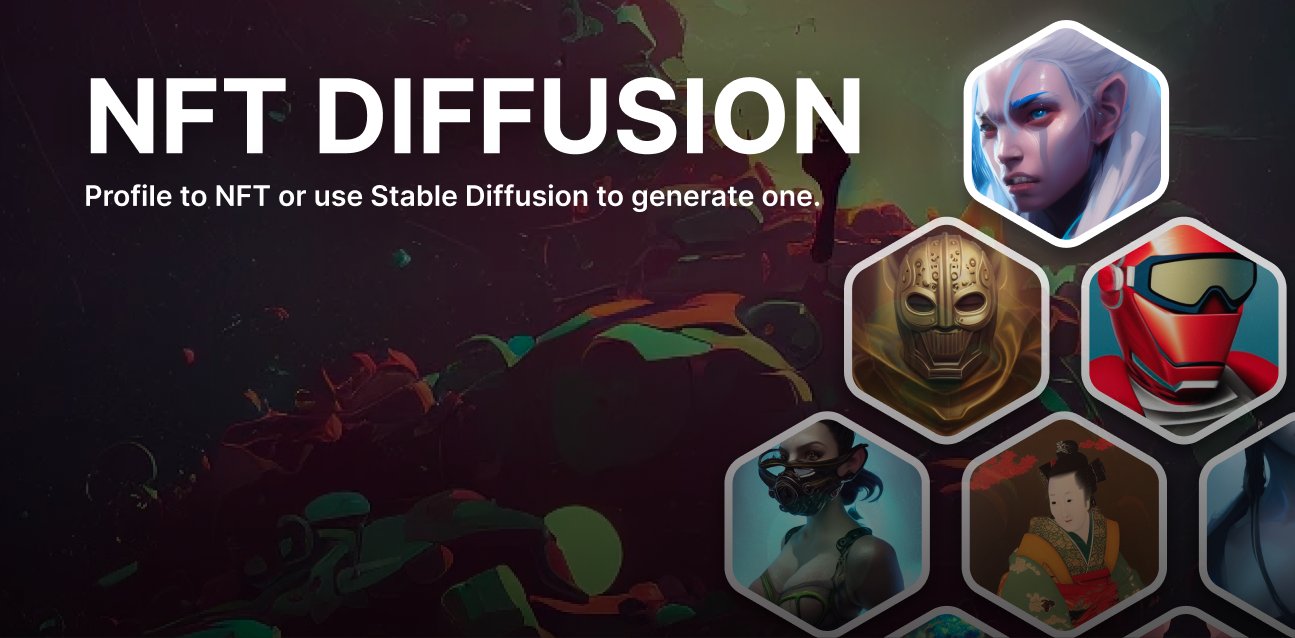 NFT DIFFUSION
Profile to NFT or use Stable Diffusion to generate one.